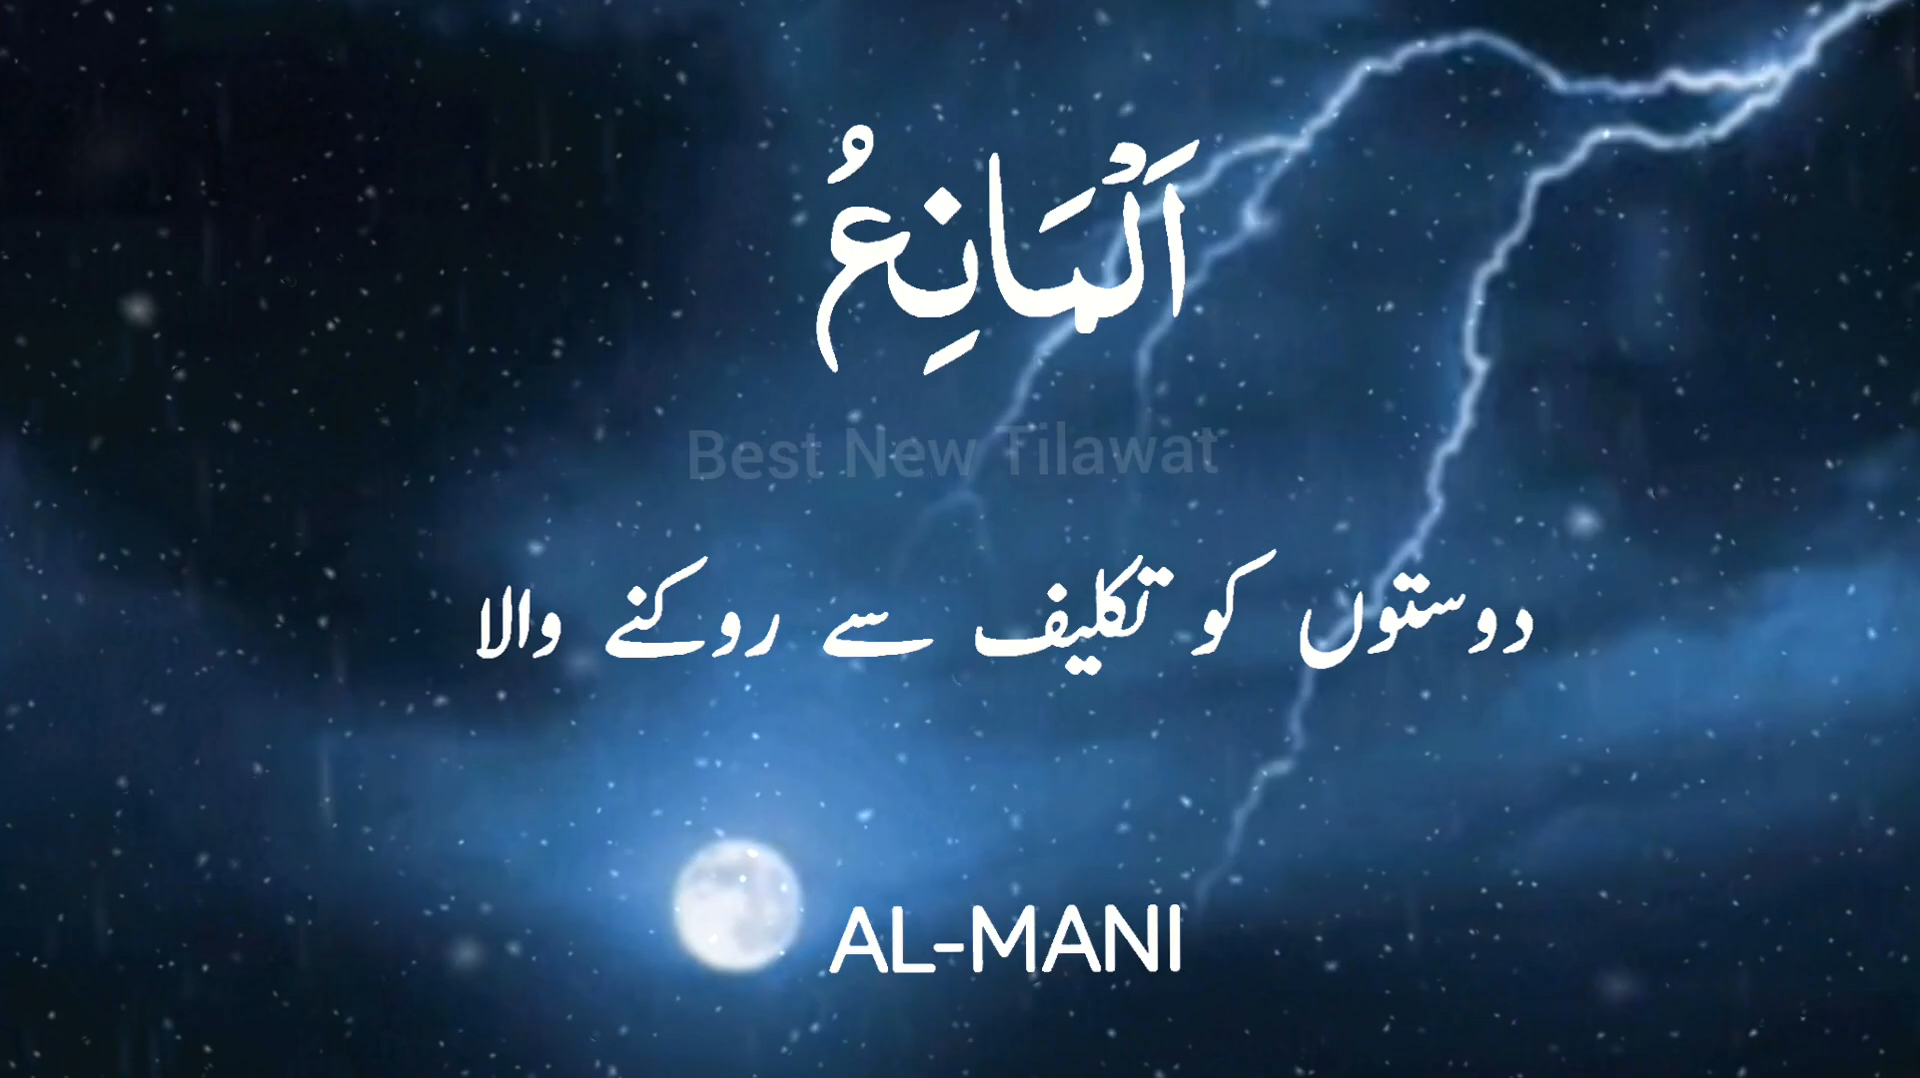 اَلْمَانِعُ
Best New Tilawat
دوستوں کو تکلیف سے روکنے والا
AL-MANI